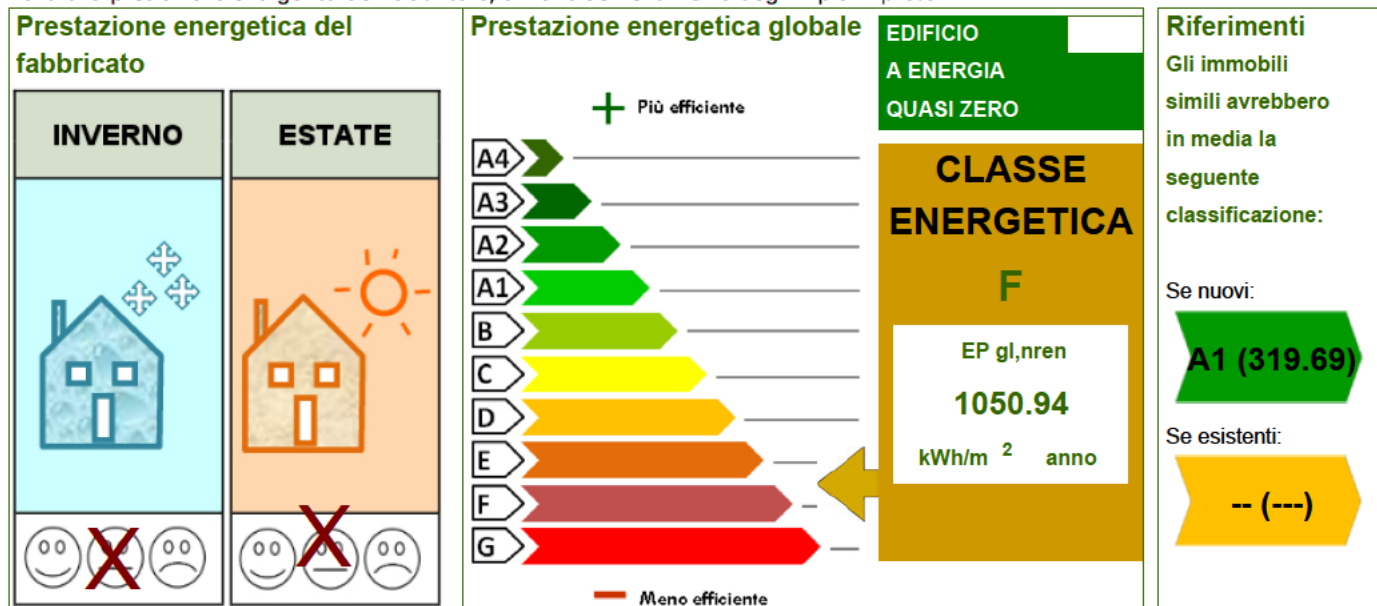 Prestazione energetica del
fabbricato
INVERNO
ESTATE
X
X
Prestazione energetica globale
+ Più efficiente
A4
A3
A2
A1
B
C
D
E
F
G
− Meno efficiente
EDIFICIO
A ENERGIA
QUASI ZERO
CLASSE
ENERGETICA
F
EP gl,nren
1050.94
kWh/m 2 anno
Riferimenti
Gli immobili
simili avrebbero
in media la
seguente
classificazione:
Se nuovi:
A1 (319.69)
Se esistenti:
-- (---)